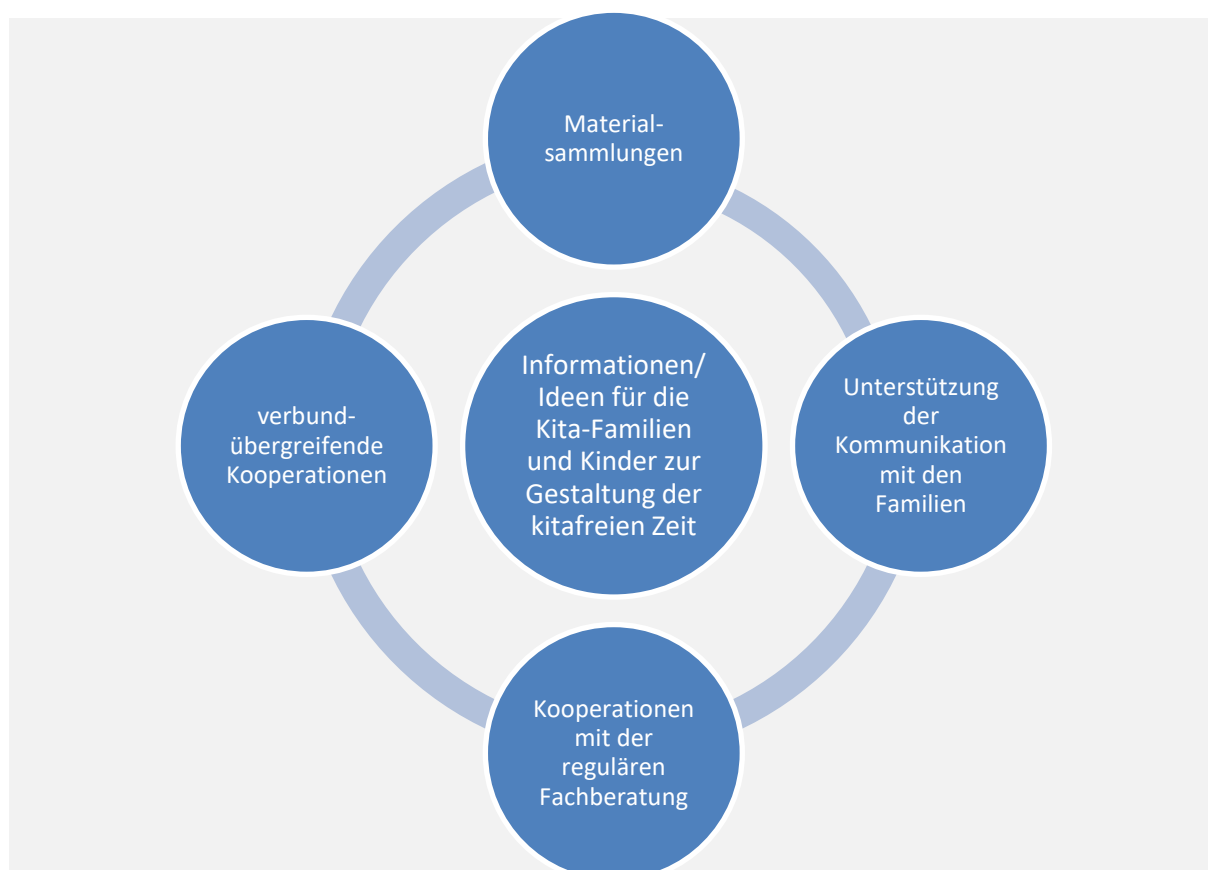 Material-
sammlungen
Informationen/
Ideen für die
Kita-Familien
und Kinder zur
Gestaltung der
kitafreien Zeit
verbund-
übergreifende
Kooperationen
Unterstützung
der
Kommunikation
mit den
Familien
Kooperationen
mit der
regulären
Fachberatung